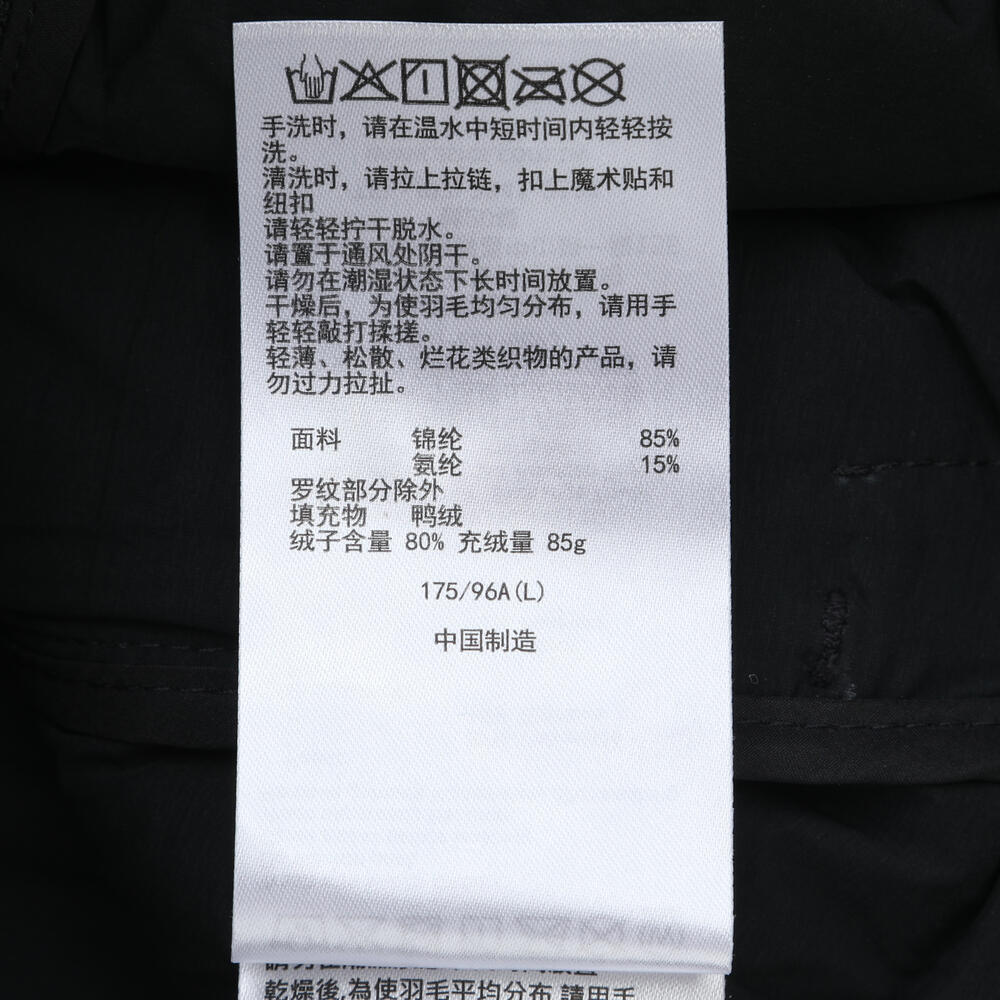 手洗时，请在温水中短时间内轻轻按
洗。
清洗时，请拉上拉链，扣上魔术贴和
纽扣
请轻轻拧干脱水。
请置于通风处阴干。
请勿在潮湿状态下长时间放置。
干燥后，为使羽毛均匀分布，请用手
轻轻敲打揉搓。
轻薄、松散、烂花类织物的产品，请
勿过力拉扯。
面料 锦纶 85%
氨纶 15%
罗纹部分除外
填充物 鸭绒
绒子含量 80% 充绒量 85g
175/96A(L)
中国制造
乾燥後,為使羽毛平均分布,請用手